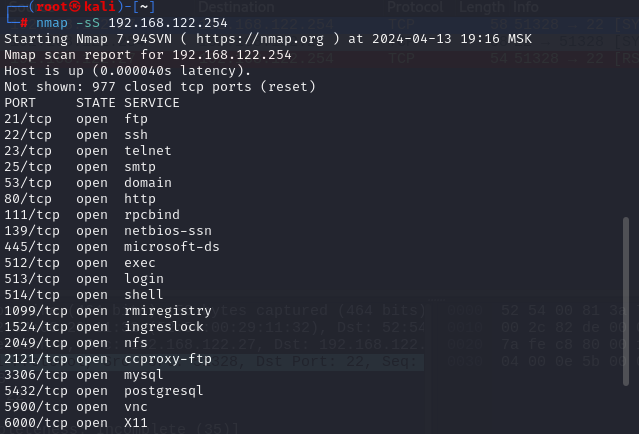 (root㉿kali)-[~]
# nmap -sS 192.168.122.254
Starting Nmap 7.94SVN ( https://nmap.org ) at 2024-04-13 19:16 MSK
Nmap scan report for 192.168.122.254
Host is up (0.000040s latency).
Not shown: 977 closed tcp ports (reset)
PORT     STATE SERVICE
21/tcp   open  ftp
22/tcp   open  ssh
23/tcp   open  telnet
25/tcp   open  smtp
53/tcp   open  domain
80/tcp   open  http
111/tcp  open  rpcbind
139/tcp  open  netbios-ssn
445/tcp  open  microsoft-ds
512/tcp  open  exec
513/tcp  open  login
514/tcp  open  shell
1099/tcp open  rmiregistry
1524/tcp open  ingreslock
2049/tcp open  nfs
2121/tcp open  ccproxy-ftp
3306/tcp open  mysql
5432/tcp open  postgresql
5900/tcp open  vnc
6000/tcp open  X11